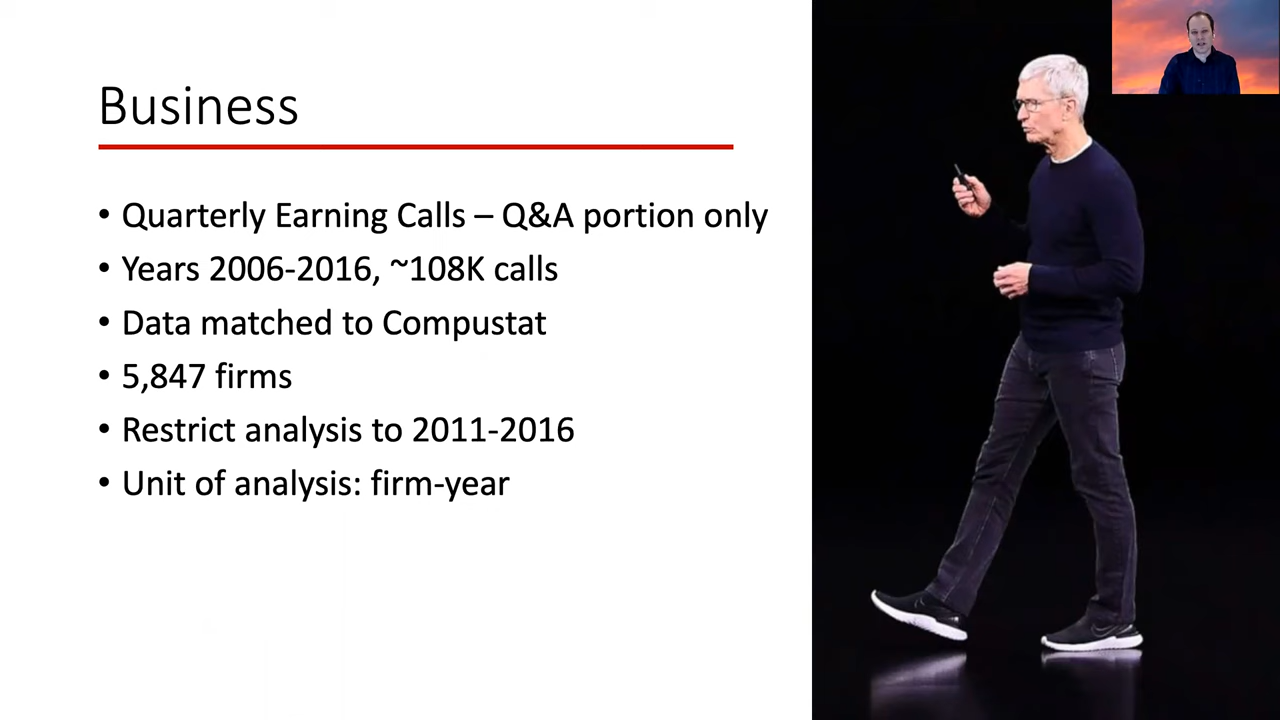 Business
• Quarterly Earning Calls – Q&A portion only
• Years 2006-2016, ~108K calls
• Data matched to Compustat
• 5,847 firms
• Restrict analysis to 2011-2016
• Unit of analysis: firm-year